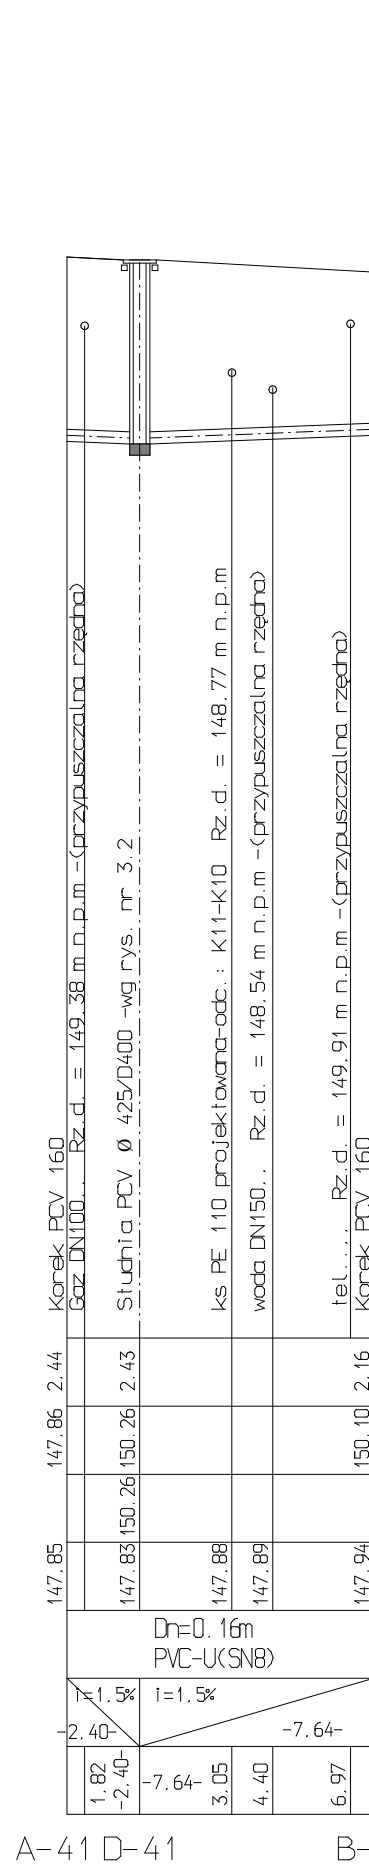 Korek PCV 160
Gaz DN100.. Rz.d. = 149.38 m n.p.m -(przypuszczalna rzędna)
Studnia PCV Ø 425/D400 -wg rys. nr 3.2
ks PE 110 projektowana-odc.: K11-K10 Rz.d. = 148.77 m n.p.m
woda DN150.. Rz.d. = 148.54 m n.p.m -(przypuszczalna rzędna)
tel.... Rz.d. = 149.91 m n.p.m -(przypuszczalna rzędna)
Korek PCV 160
2.44 2.43 2.16
147.86 150.26 150.10
150.26
147.85 147.83 147.88 147.89 147.94
Dn=0.16m
PVC-U(SN8)
i=1.5% i=1.5%
-2.40- -7.64-
1.82 -2.40- -7.64- 3.05 4.40 6.97
A-41 D-41 B-